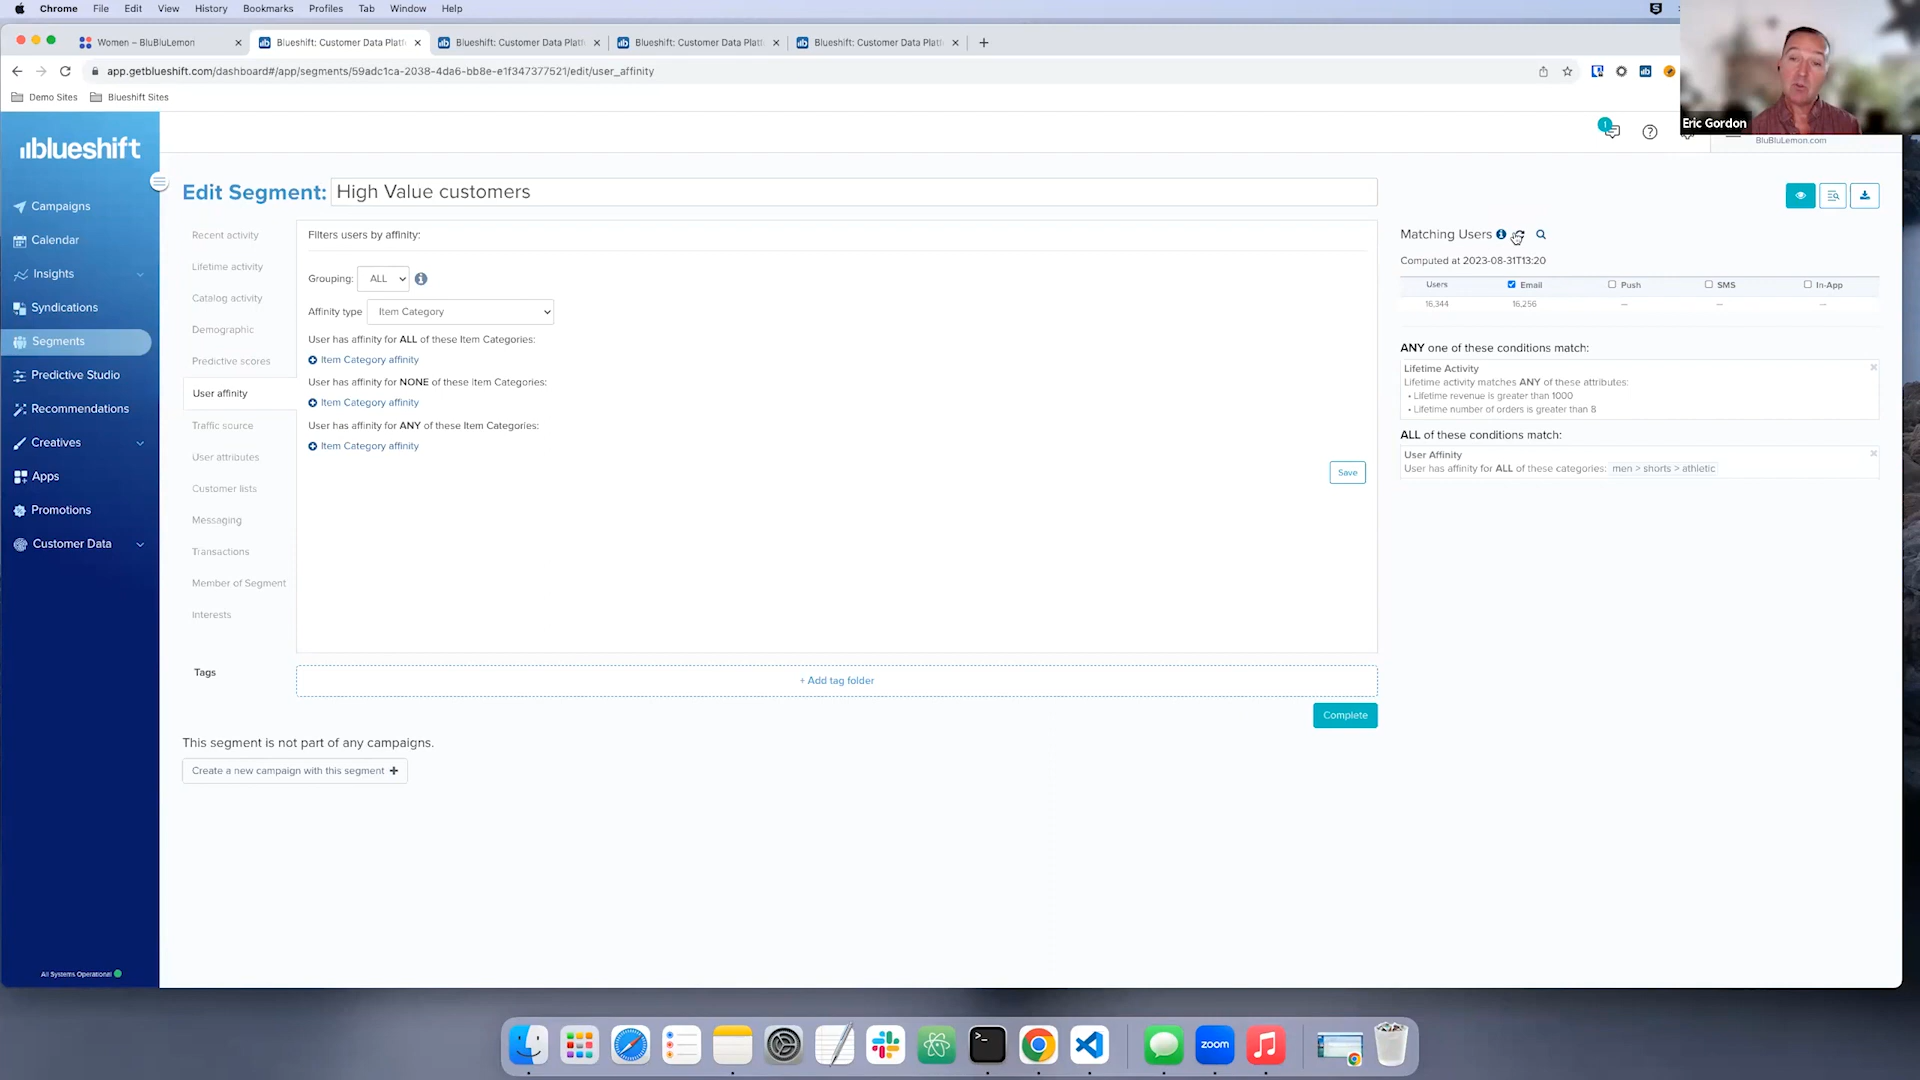 Chrome File Edit View History Bookmarks Profiles Tab Window Help
Women – BluBluLemon
Blueshift: Customer Data Platf
Blueshift: Customer Data Platf
Blueshift: Customer Data Platf
Blueshift: Customer Data Platf
app.getblueshift.com/dashboard#/app/segments/59adc1ca-2038-4da6-bb8e-e1f347377521/edit/user_affinity
Demo Sites
Blueshift Sites
Eric Gordon
BluBluLemon.com
blueshift
1
Campaigns
Calendar
Insights
Syndications
Segments
Predictive Studio
Recommendations
Creatives
Apps
Promotions
Customer Data
All Systems Operational
Edit Segment: High Value customers
Recent activity
Lifetime activity
Catalog activity
Demographic
Predictive scores
User affinity
Traffic source
User attributes
Customer lists
Messaging
Transactions
Member of Segment
Interests
Filters users by affinity:
Grouping: ALL
Affinity type Item Category
User has affinity for ALL of these Item Categories:
Item Category affinity
User has affinity for NONE of these Item Categories:
Item Category affinity
User has affinity for ANY of these Item Categories:
Item Category affinity
Save
Tags
+ Add tag folder
Complete
This segment is not part of any campaigns.
Create a new campaign with this segment +
Matching Users
Computed at 2023-08-31T13:20
Users Email Push SMS In-App
16,344 16,256 — — —
ANY one of these conditions match:
Lifetime Activity
Lifetime activity matches ANY of these attributes:
• Lifetime revenue is greater than 1000
• Lifetime number of orders is greater than 8
ALL of these conditions match:
User Affinity
User has affinity for ALL of these categories: men > shorts > athletic
zoom